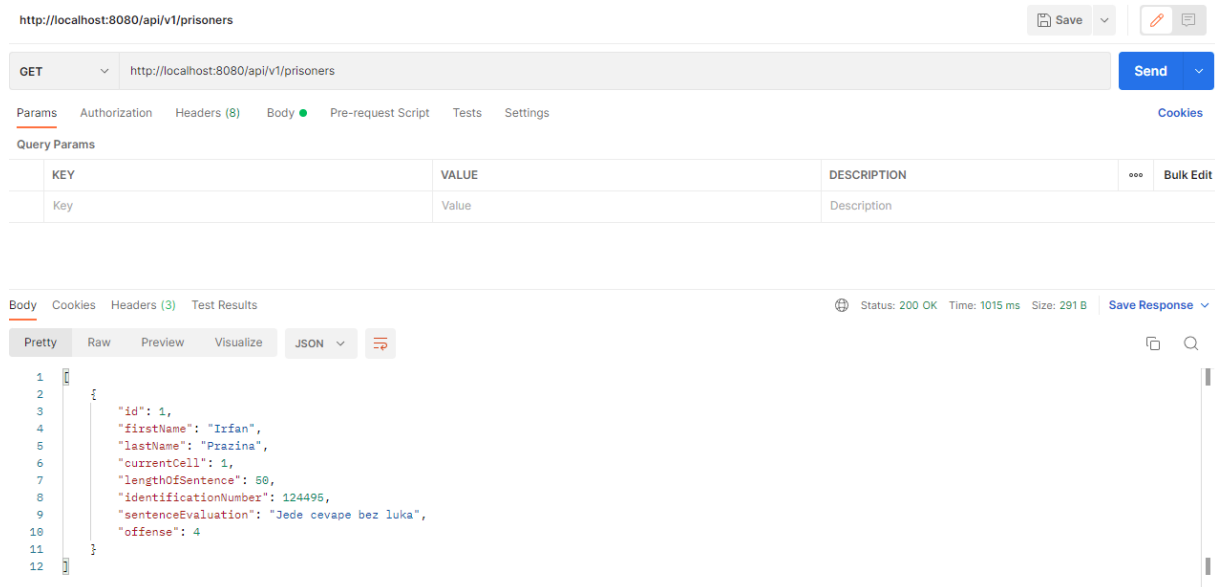 http://localhost:8080/api/v1/prisoners Save
GET http://localhost:8080/api/v1/prisoners Send
Params Authorization Headers (8) Body Pre-request Script Tests Settings Cookies
Query Params
KEY VALUE DESCRIPTION ooo Bulk Edit
Key Value Description
Body Cookies Headers (3) Test Results Status: 200 OK Time: 1015 ms Size: 291 B Save Response
Pretty Raw Preview Visualize JSON
1 [
2 {
3 "id": 1,
4 "firstName": "Irfan",
5 "lastName": "Prazina",
6 "currentCell": 1,
7 "lengthOfSentence": 50,
8 "identificationNumber": 124495,
9 "sentenceEvaluation": "Jede cevape bez luka",
10 "offense": 4
11 }
12 ]